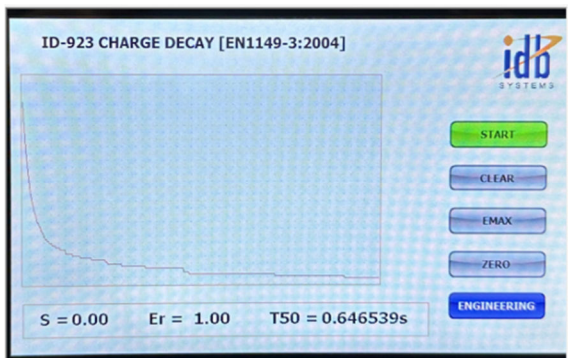 ID-923 CHARGE DECAY [EN1149-3:2004]
idb
SYSTEMS
START
CLEAR
EMAX
ZERO
ENGINEERING
S = 0.00 Er = 1.00 T50 = 0.646539s